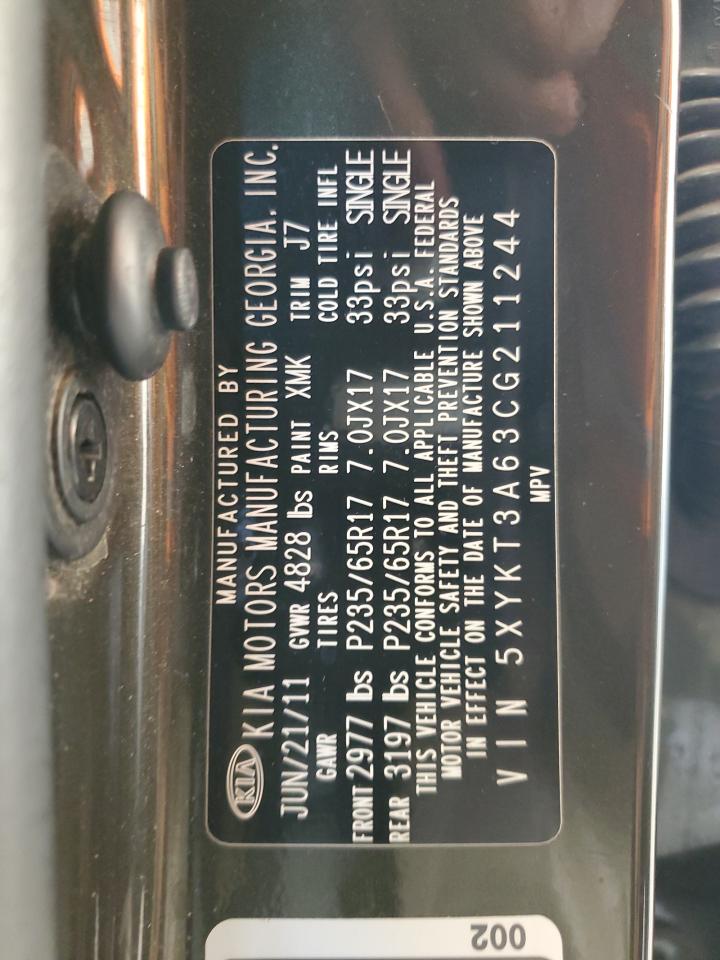 MANUFACTURED BY
KIA KIA MOTORS MANUFACTURING GEORGIA. INC.
JUN/21/11 GVWR 4828 lbs PAINT XMK TRIM J7
GAWR TIRES RIMS COLD TIRE INFL
FRONT 2977 lbs P235/65R17 7.0JX17 33psi SINGLE
REAR 3197 lbs P235/65R17 7.0JX17 33psi SINGLE
THIS VEHICLE CONFORMS TO ALL APPLICABLE U.S.A. FEDERAL
MOTOR VEHICLE SAFETY AND THEFT PREVENTION STANDARDS
IN EFFECT ON THE DATE OF MANUFACTURE SHOWN ABOVE
VIN 5XYKT3A63CG211244
MPV
002